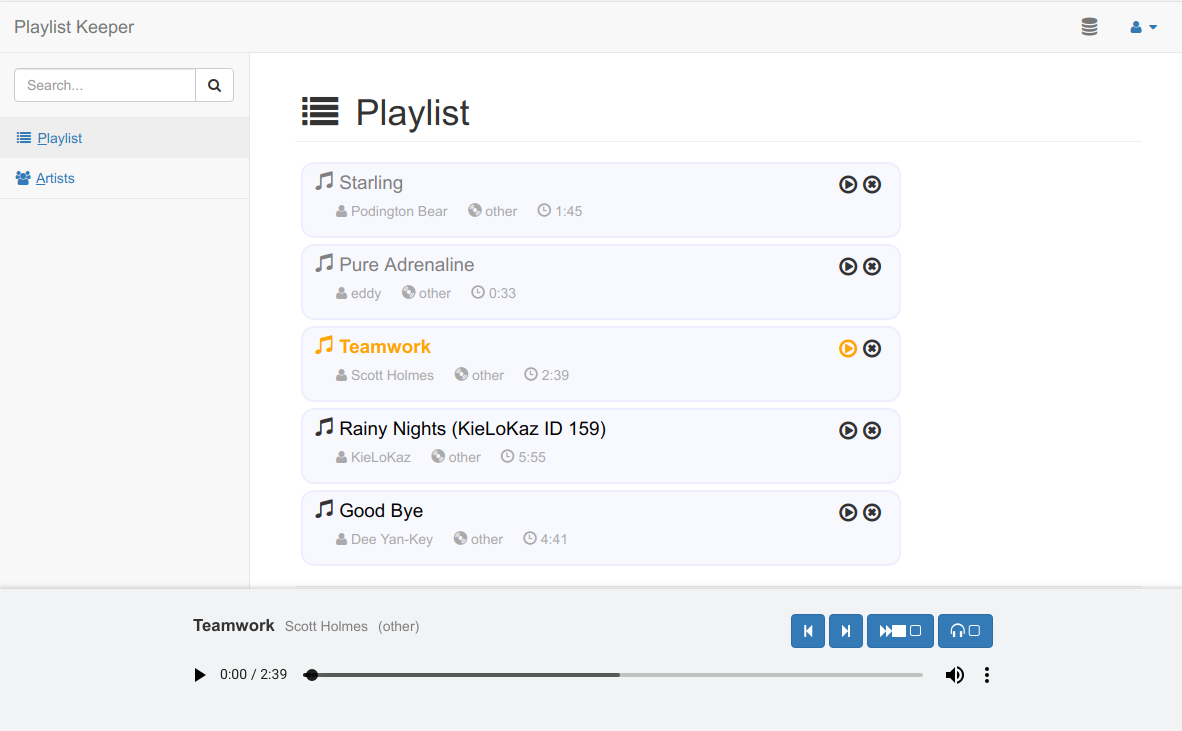 Playlist Keeper
Search...
Playlist
Artists
Playlist
Starling
Podington Bear other 1:45
Pure Adrenaline
eddy other 0:33
Teamwork
Scott Holmes other 2:39
Rainy Nights (KieLoKaz ID 159)
KieLoKaz other 5:55
Good Bye
Dee Yan-Key other 4:41
Teamwork Scott Holmes (other)
0:00 / 2:39